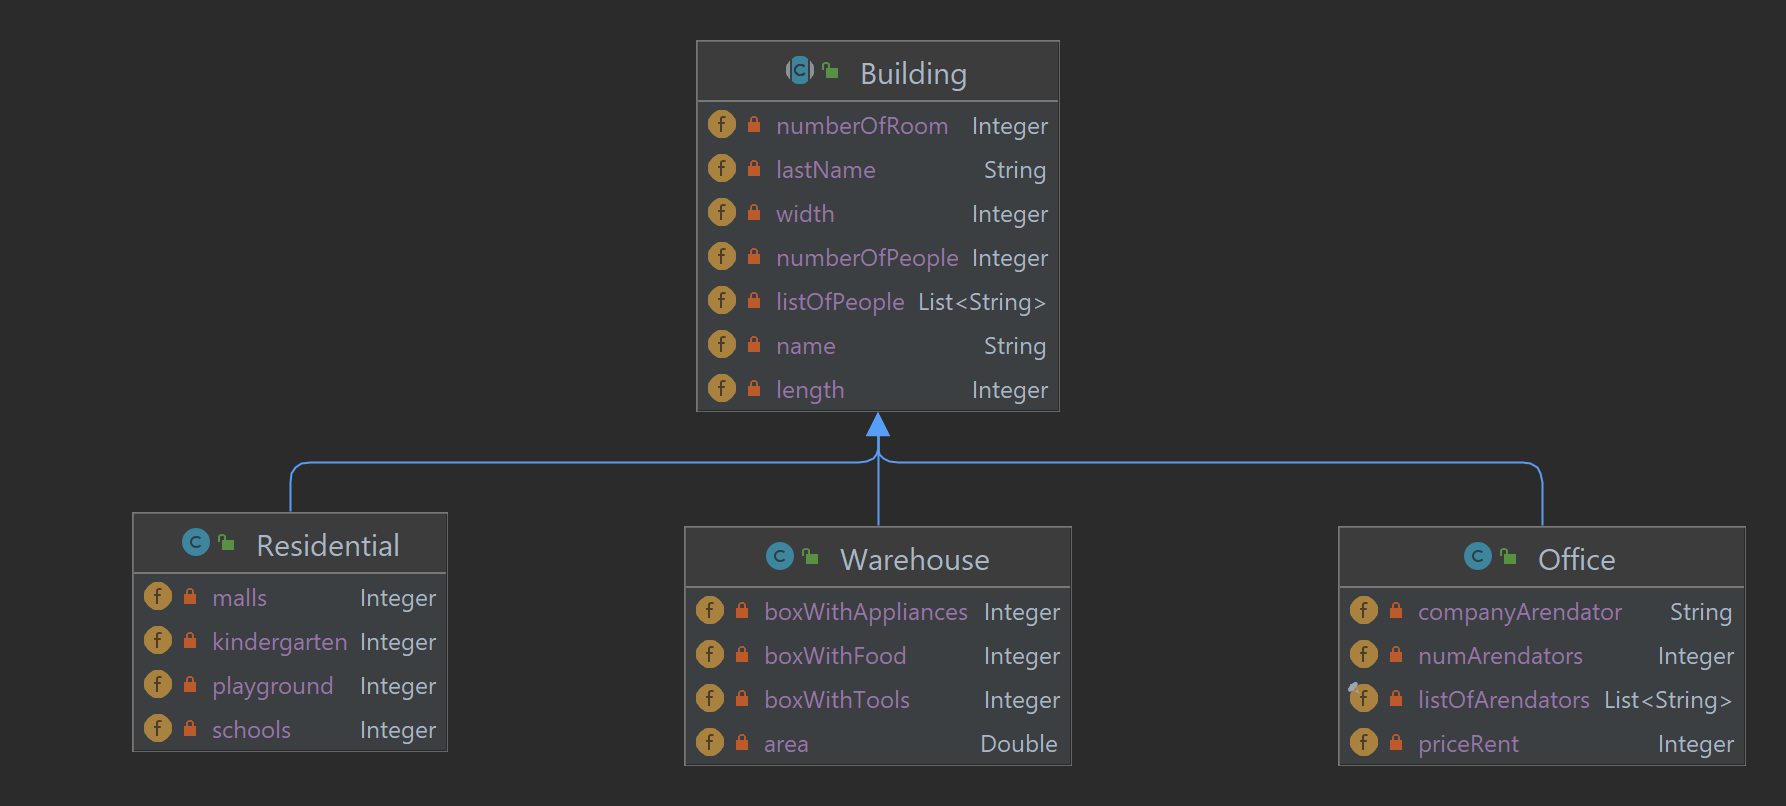 Building
numberOfRoom Integer
lastName String
width Integer
numberOfPeople Integer
listOfPeople List<String>
name String
length Integer
Residential
malls Integer
kindergarten Integer
playground Integer
schools Integer
Warehouse
boxWithAppliances Integer
boxWithFood Integer
boxWithTools Integer
area Double
Office
companyArendator String
numArendators Integer
listOfArendators List<String>
priceRent Integer